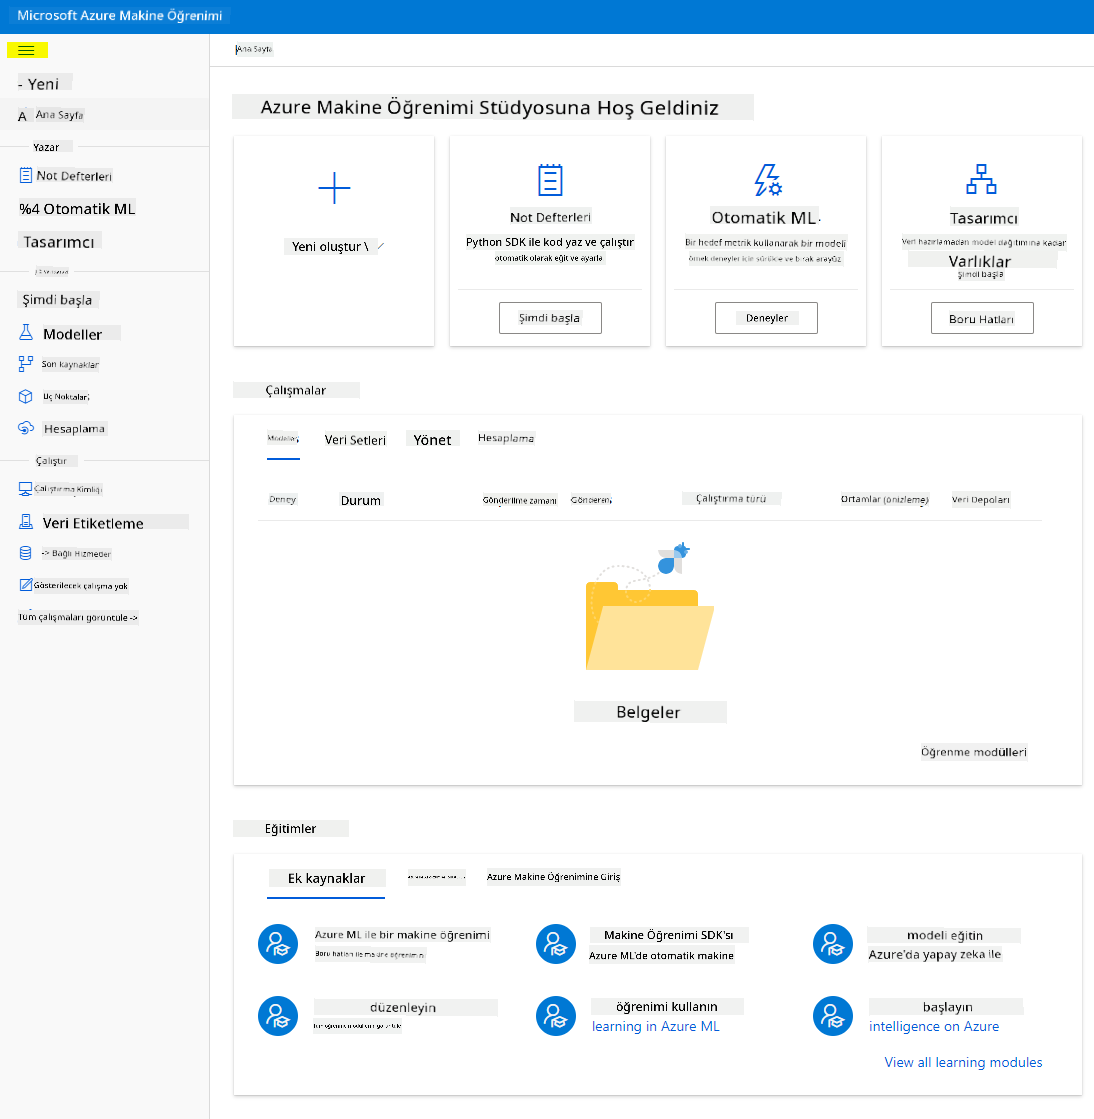 Microsoft Azure Makine Öğrenimi
Ana Sayfa
- Yeni
A Ana Sayfa
Yazar
Not Defterleri
%4 Otomatik ML
Tasarımcı
Şimdi başla
Modeller
Son kaynaklar
Uç Noktalar
Hesaplama
Çalıştır
Çalıştırma Kimliği
Veri Etiketleme
-> Bağlı Hizmetler
Gösterilecek çalışma yok
Tüm çalışmaları görüntüle ->
Azure Makine Öğrenimi Stüdyosuna Hoş Geldiniz
Yeni oluştur \
Not Defterleri
Python SDK ile kod yaz ve çalıştır
otomatik olarak eğit ve ayarla
Şimdi başla
Otomatik ML
Bir hedef metrik kullanarak bir modeli
örnek deneyler için sürükle ve bırak arayüz
Deneyler
Tasarımcı
Veri hazırlamadan model dağıtımına kadar
Varlıklar
Şimdi başla
Boru Hatları
Çalışmalar
Modeller Veri Setleri Yönet Hesaplama
Deney Durum Gönderilme zamanı Gönderen Çalıştırma türü Ortamlar (önizleme) Veri Depoları
Belgeler
Öğrenme modülleri
Eğitimler
Ek kaynaklar Azure Makine Öğrenimine Giriş
Azure ML ile bir makine öğrenimi
Boru hatları ile makine öğrenimini
Makine Öğrenimi SDK'sı
Azure ML'de otomatik makine
modeli eğitin
Azure'da yapay zeka ile
düzenleyin
Tüm öğrenme modüllerini görüntüle
öğrenimi kullanın
learning in Azure ML
başlayın
intelligence on Azure
View all learning modules